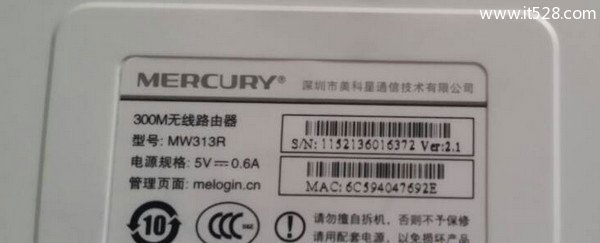 www.it528.com
MERCURY® 深圳市美科星通信技术有限公司
300M无线路由器
型号: MW313R
S/N: 1152136016372 Ver:2.1
电源规格: 5V⎓0.6A
管理页面: melogin.cn
MAC: 6C594047692E
10
CCC
请勿擅自拆机，否则不予保修
请用配套电源，以免损坏产品